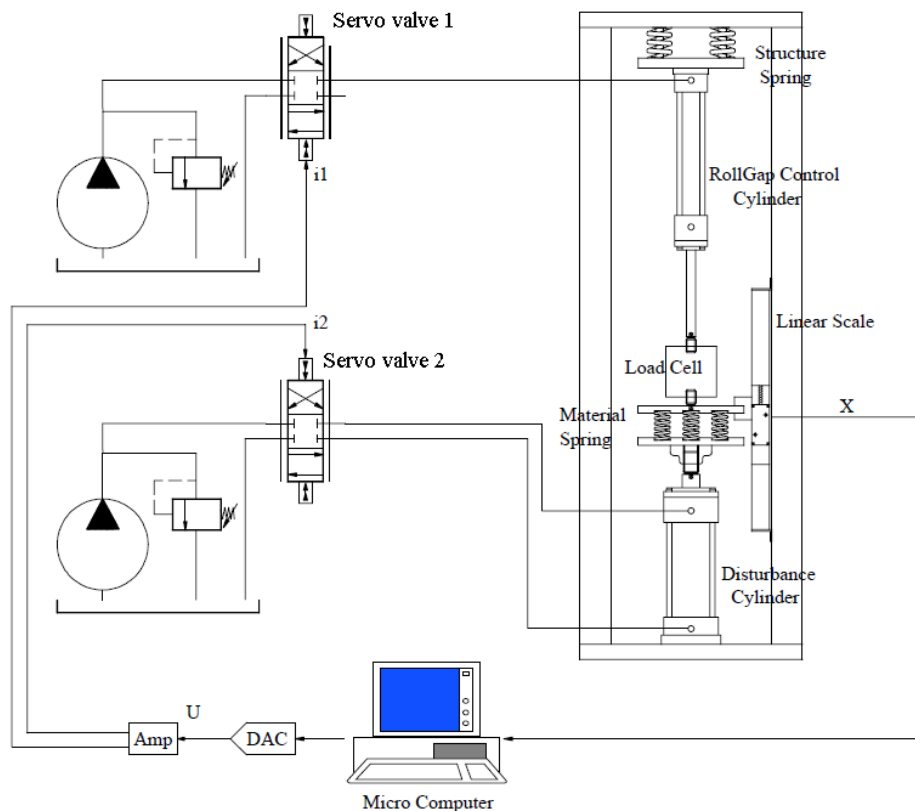 Servo valve 1
Structure
Spring
i1
RollGap Control
Cylinder
i2
Linear Scale
Servo valve 2
Load Cell
X
Material
Spring
Disturbance
Cylinder
U
Amp
DAC
Micro Computer